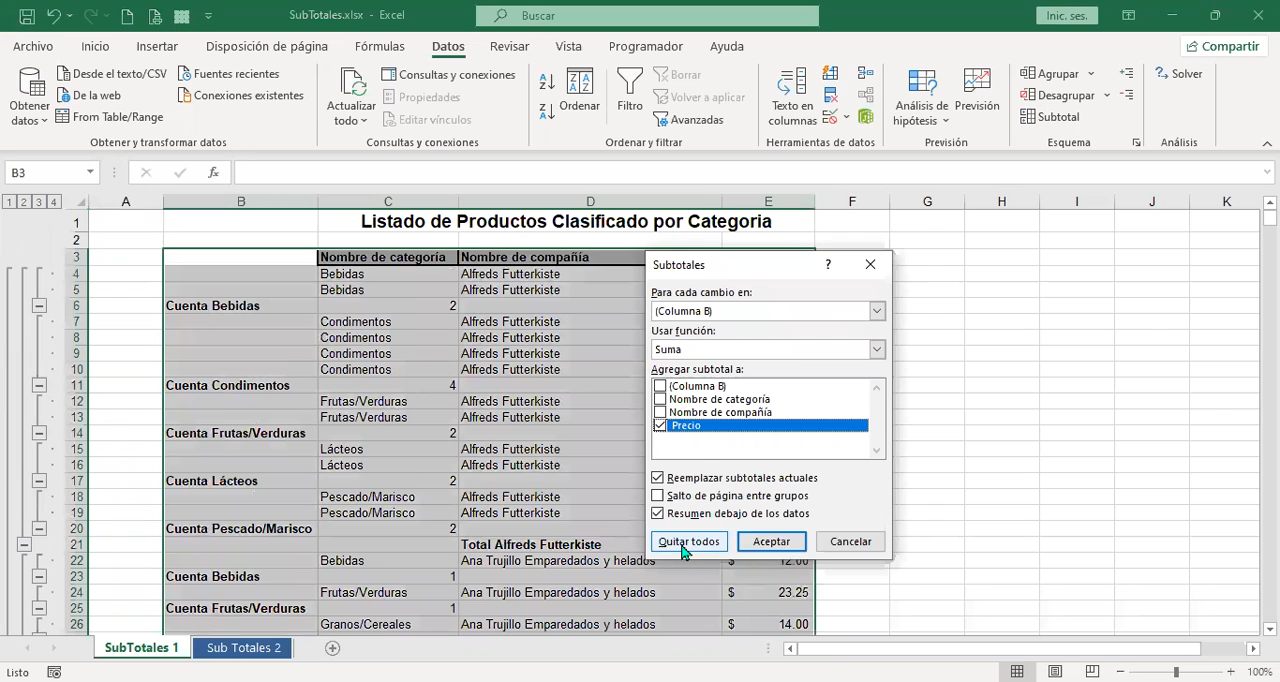 SubTotales.xlsx - Excel
Buscar
Inic. ses.
Archivo Inicio Insertar Disposición de página Fórmulas Datos Revisar Vista Programador Ayuda
Compartir
Obtener datos
Desde el texto/CSV
De la web
From Table/Range
Fuentes recientes
Conexiones existentes
Obtener y transformar datos
Actualizar todo
Consultas y conexiones
Propiedades
Editar vínculos
Consultas y conexiones
Ordenar
Filtro
Borrar
Volver a aplicar
Avanzadas
Ordenar y filtrar
Texto en columnas
Herramientas de datos
Análisis de hipótesis
Previsión
Previsión
Agrupar
Desagrupar
Subtotal
Esquema
Solver
Análisis
B3
fx
1 2 3 4
A B C D E F G H I J K
1 Listado de Productos Clasificado por Categoria
2
3 Nombre de categoría Nombre de compañía
4 Bebidas Alfreds Futterkiste
5 Bebidas Alfreds Futterkiste
6 Cuenta Bebidas 2
7 Condimentos Alfreds Futterkiste
8 Condimentos Alfreds Futterkiste
9 Condimentos Alfreds Futterkiste
10 Condimentos Alfreds Futterkiste
11 Cuenta Condimentos 4
12 Frutas/Verduras Alfreds Futterkiste
13 Frutas/Verduras Alfreds Futterkiste
14 Cuenta Frutas/Verduras 2
15 Lácteos Alfreds Futterkiste
16 Lácteos Alfreds Futterkiste
17 Cuenta Lácteos 2
18 Pescado/Marisco Alfreds Futterkiste
19 Pescado/Marisco Alfreds Futterkiste
20 Cuenta Pescado/Marisco 2
21 Total Alfreds Futterkiste
22 Bebidas Ana Trujillo Emparedados y helados 12.00
23 Cuenta Bebidas 1
24 Frutas/Verduras Ana Trujillo Emparedados y helados $ 23.25
25 Cuenta Frutas/Verduras 1
26 Granos/Cereales Ana Trujillo Emparedados y helados $ 14.00
Subtotales
?
Para cada cambio en:
(Columna B)
Usar función:
Suma
Agregar subtotal a:
(Columna B)
Nombre de categoría
Nombre de compañía
Precio
Reemplazar subtotales actuales
Salto de página entre grupos
Resumen debajo de los datos
Quitar todos Aceptar Cancelar
SubTotales 1 Sub Totales 2
Listo
100%